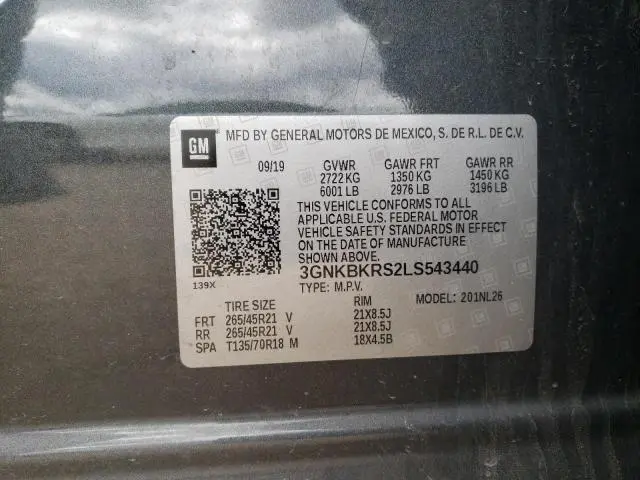 GM
MFD BY GENERAL MOTORS DE MEXICO, S. DE R.L. DE C.V.
09/19 GVWR GAWR FRT GAWR RR
2722 KG 1350 KG 1450 KG
6001 LB 2976 LB 3196 LB
THIS VEHICLE CONFORMS TO ALL
APPLICABLE U.S. FEDERAL MOTOR
VEHICLE SAFETY STANDARDS IN EFFECT
ON THE DATE OF MANUFACTURE
SHOWN ABOVE.
3GNKBKRS2LS543440
139X
TYPE: M.P.V. MODEL: 201NL26
TIRE SIZE RIM
FRT 265/45R21 V 21X8.5J
RR 265/45R21 V 21X8.5J
SPA T135/70R18 M 18X4.5B